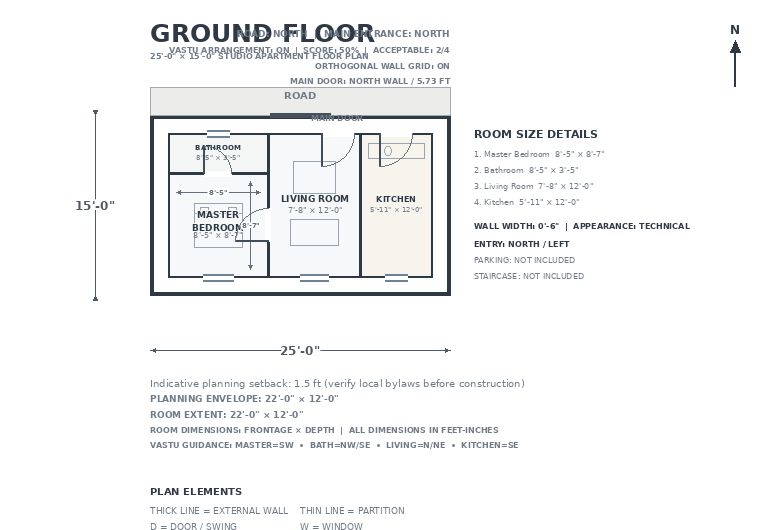 GROUND FLOOR
ROAD: NORTH | MAIN ENTRANCE: NORTH
VASTU ARRANGEMENT: ON | SCORE: 50% | ACCEPTABLE: 2/4
25'-0" × 15'-0" STUDIO APARTMENT FLOOR PLAN
ORTHOGONAL WALL GRID: ON
MAIN DOOR: NORTH WALL / 5.73 FT
N
ROAD
MAIN DOOR
BATHROOM
8'-5" × 3'-5"
8'-5"
MASTER
BEDROOM
8'-5" × 8'-7"
8'-7"
LIVING ROOM
7'-8" × 12'-0"
KITCHEN
5'-11" × 12'-0"
15'-0"
25'-0"
ROOM SIZE DETAILS
1. Master Bedroom 8'-5" × 8'-7"
2. Bathroom 8'-5" × 3'-5"
3. Living Room 7'-8" × 12'-0"
4. Kitchen 5'-11" × 12'-0"
WALL WIDTH: 0'-6" | APPEARANCE: TECHNICAL
ENTRY: NORTH / LEFT
PARKING: NOT INCLUDED
STAIRCASE: NOT INCLUDED
Indicative planning setback: 1.5 ft (verify local bylaws before construction)
PLANNING ENVELOPE: 22'-0" × 12'-0"
ROOM EXTENT: 22'-0" × 12'-0"
ROOM DIMENSIONS: FRONTAGE × DEPTH | ALL DIMENSIONS IN FEET-INCHES
VASTU GUIDANCE: MASTER=SW • BATH=NW/SE • LIVING=N/NE • KITCHEN=SE
PLAN ELEMENTS
THICK LINE = EXTERNAL WALL THIN LINE = PARTITION
D = DOOR / SWING W = WINDOW